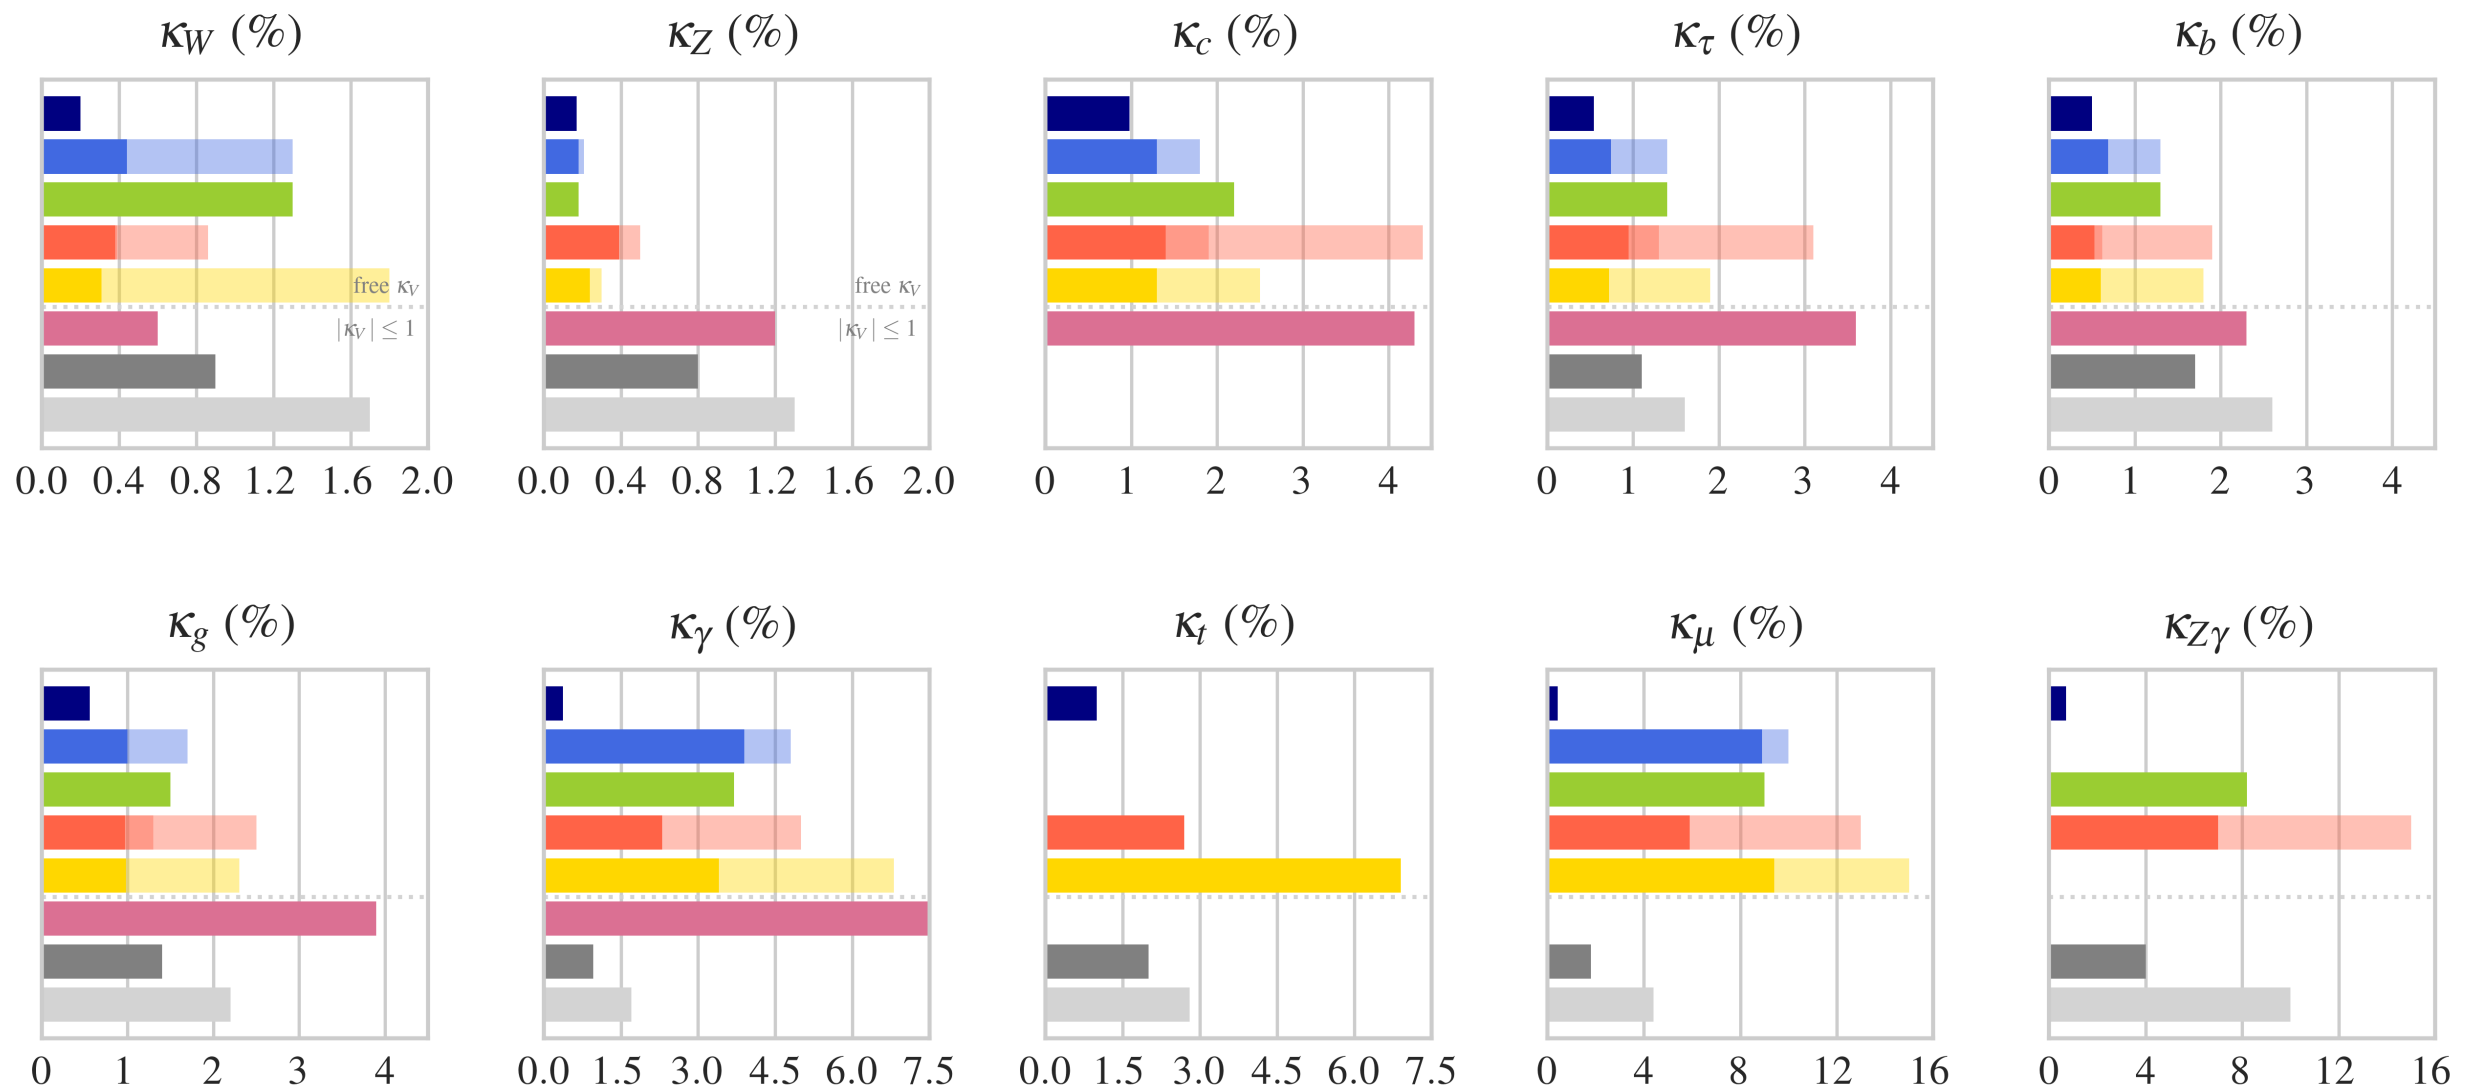 κW (%) κZ (%) κc (%) κτ (%) κb (%)
free κV free κV
|κV| ≤ 1 |κV| ≤ 1
0.0 0.4 0.8 1.2 1.6 2.0 0.0 0.4 0.8 1.2 1.6 2.0 0 1 2 3 4 0 1 2 3 4 0 1 2 3 4
κg (%) κγ (%) κt (%) κμ (%) κZγ (%)
0 1 2 3 4 0.0 1.5 3.0 4.5 6.0 7.5 0.0 1.5 3.0 4.5 6.0 7.5 0 4 8 12 16 0 4 8 12 16